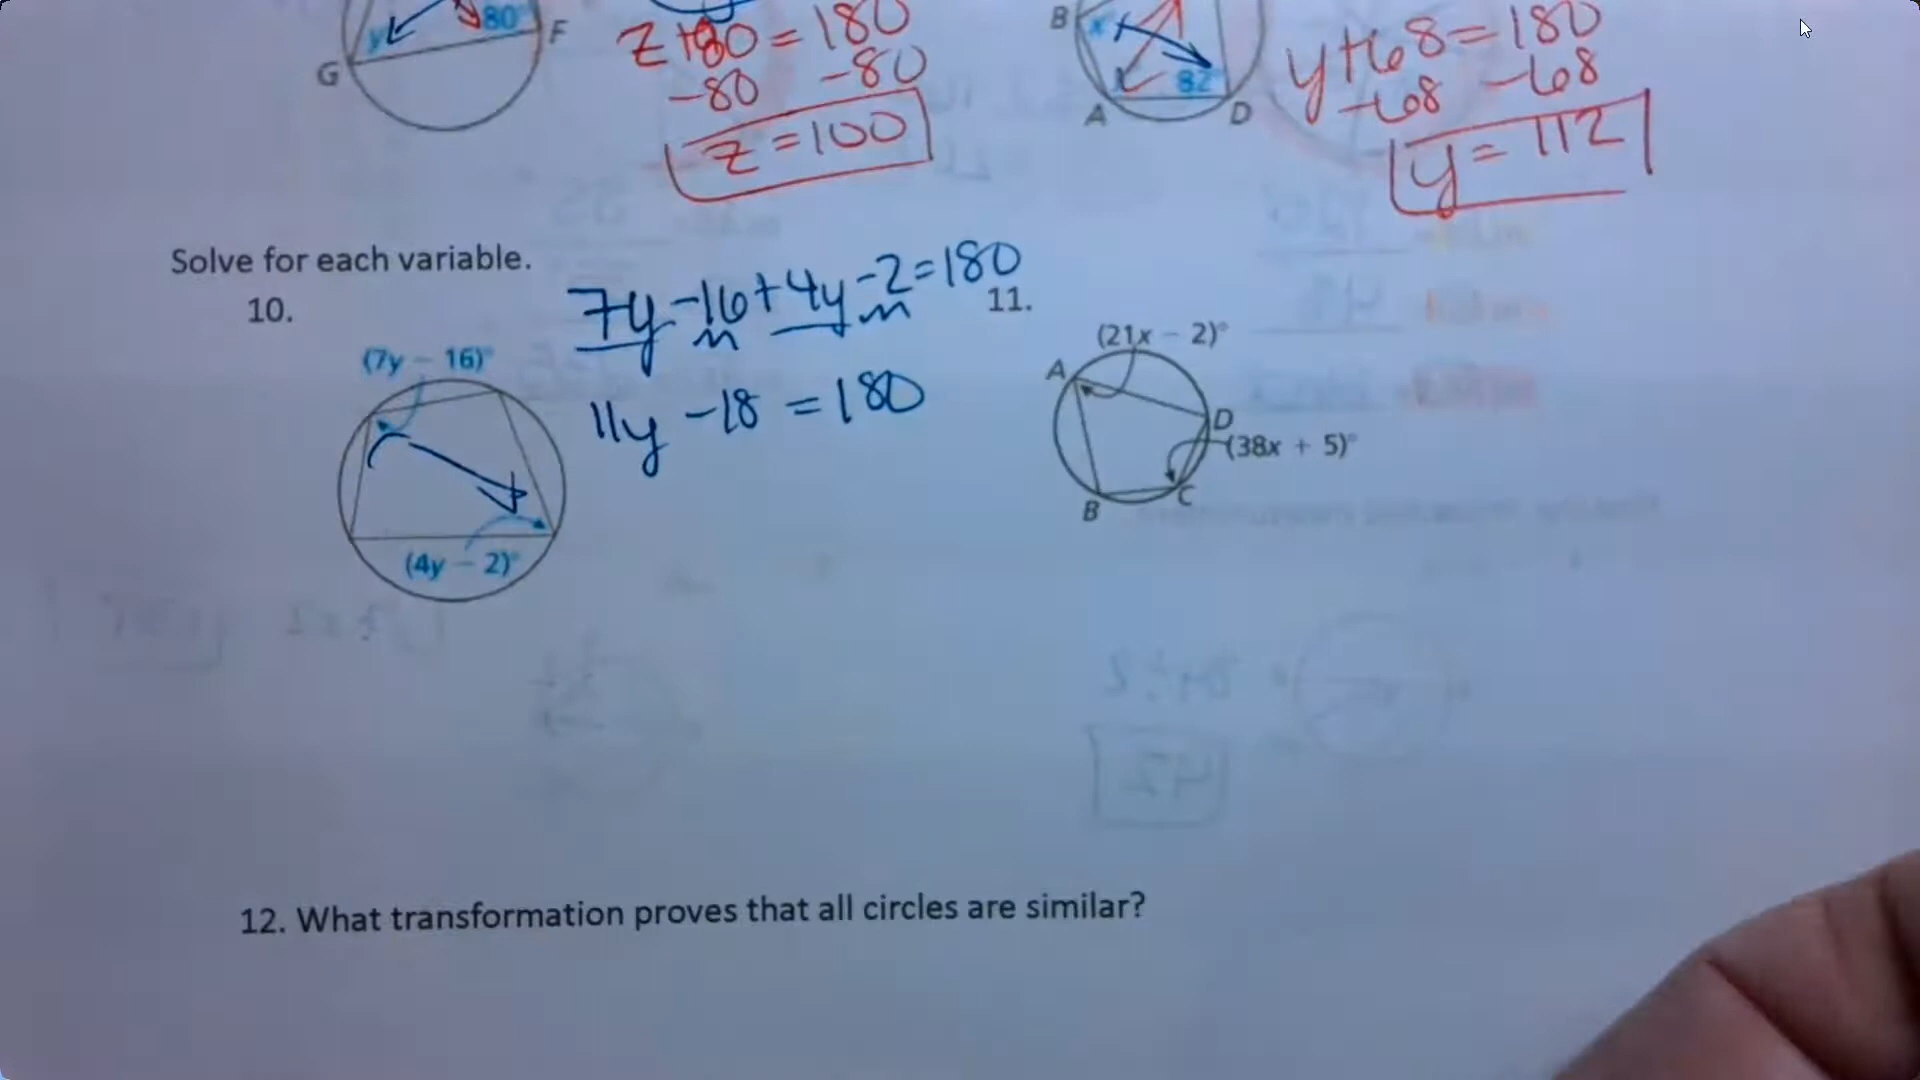 y
80°
F
G
z+80 = 180
-80 -80
z = 100
B
x
82°
A
D
y+68 = 180
-68 -68
y = 112
Solve for each variable.
10.
7y-16+4y-2=180
11y -18 = 180
(7y - 16)°
(4y - 2)°
11.
(21x - 2)°
A
D
(38x + 5)°
C
B
12. What transformation proves that all circles are similar?